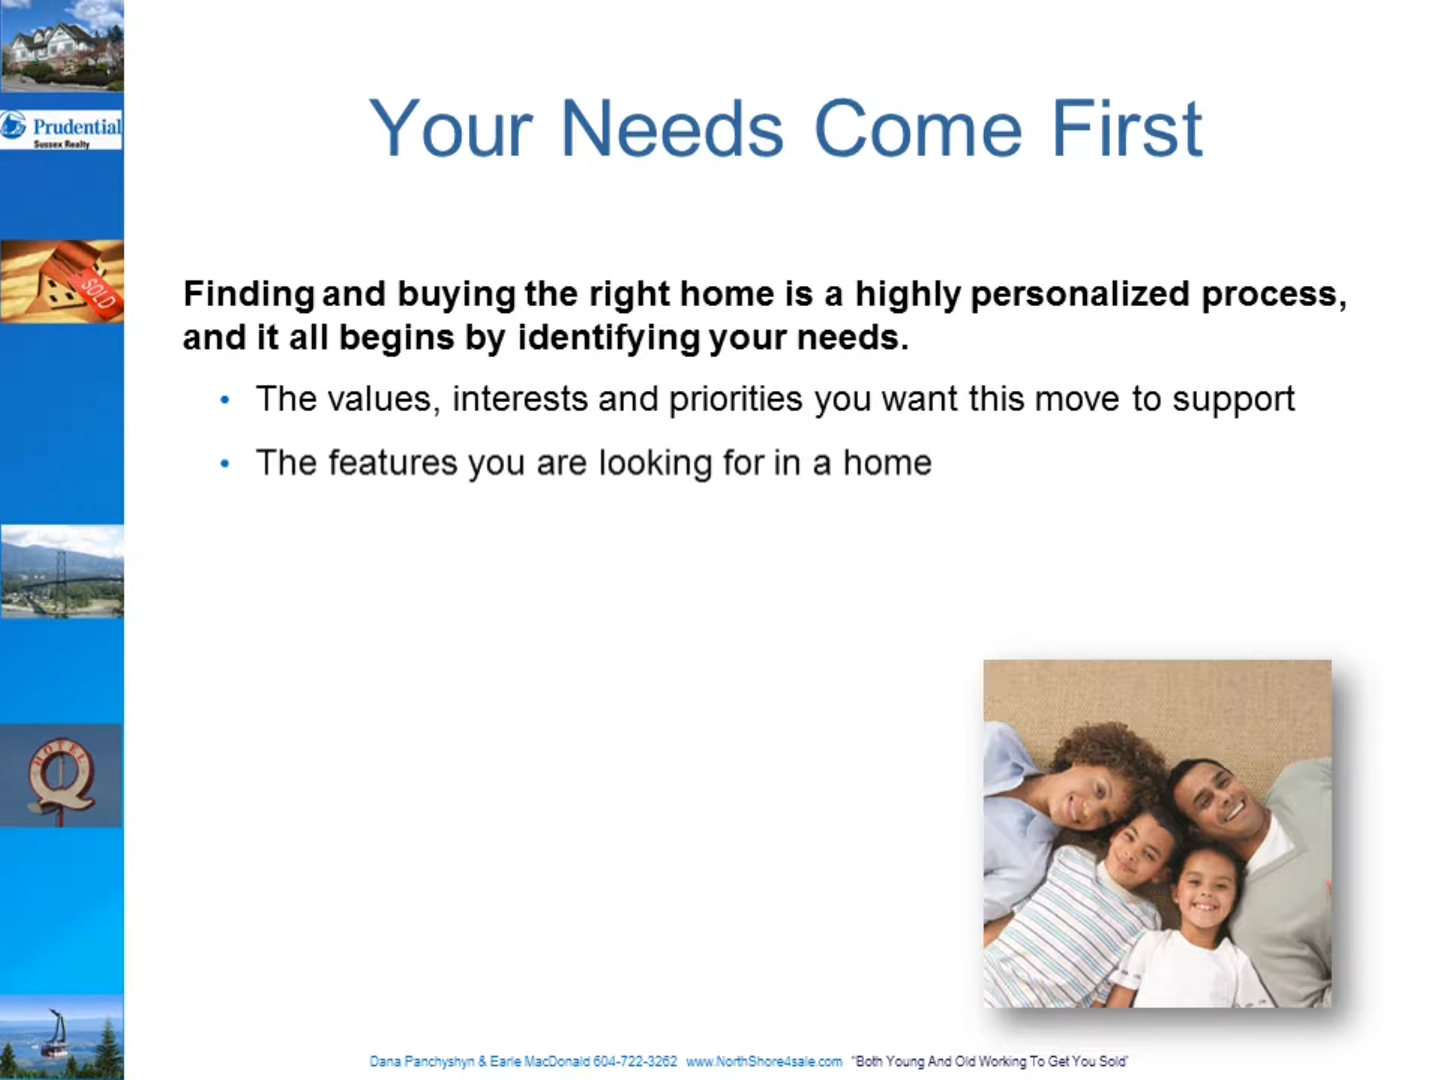 Prudential
Sussex Realty
Your Needs Come First
SOLD
Finding and buying the right home is a highly personalized process,
and it all begins by identifying your needs.
• The values, interests and priorities you want this move to support
• The features you are looking for in a home
HOTEL
Q
Dana Panchyshyn & Earle MacDonald 604-722-3262 www.NorthShore4sale.com "Both Young And Old Working To Get You Sold"